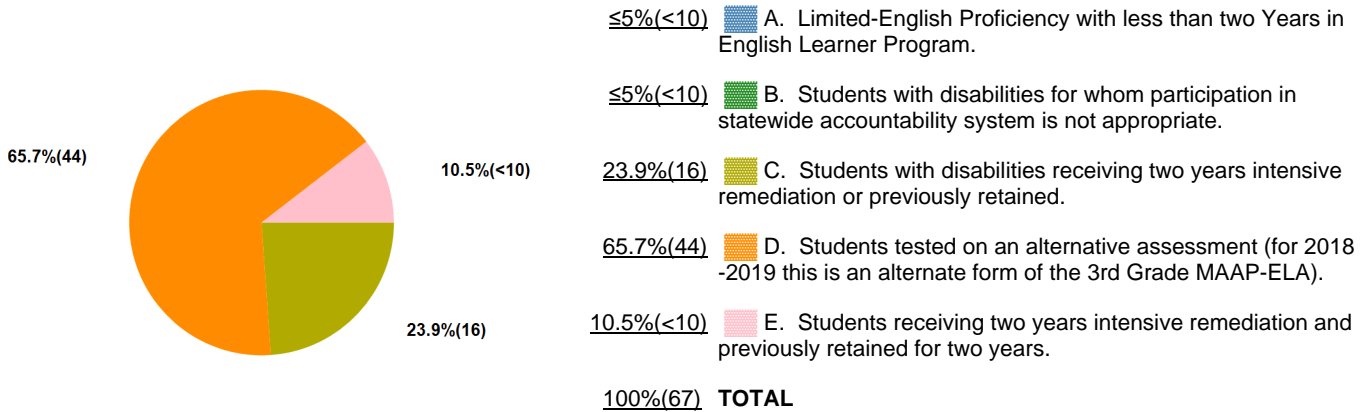 65.7%(44)
10.5%(<10)
23.9%(16)
≤5%(<10) A. Limited-English Proficiency with less than two Years in
English Learner Program.
≤5%(<10) B. Students with disabilities for whom participation in
statewide accountability system is not appropriate.
23.9%(16) C. Students with disabilities receiving two years intensive
remediation or previously retained.
65.7%(44) D. Students tested on an alternative assessment (for 2018
-2019 this is an alternate form of the 3rd Grade MAAP-ELA).
10.5%(<10) E. Students receiving two years intensive remediation and
previously retained for two years.
100%(67) TOTAL